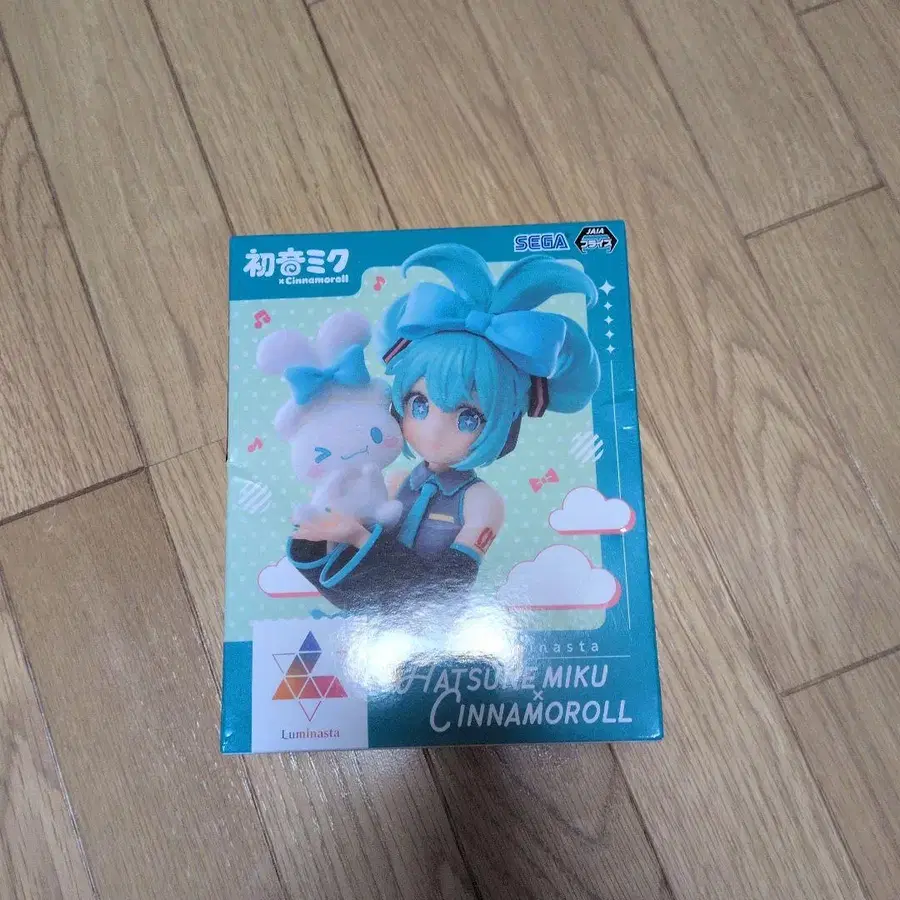 初音ミク
×Cinnamoroll
SEGA
JAIA
プライズ
Luminasta
HATSUNE MIKU
×
CINNAMOROLL
Luminasta